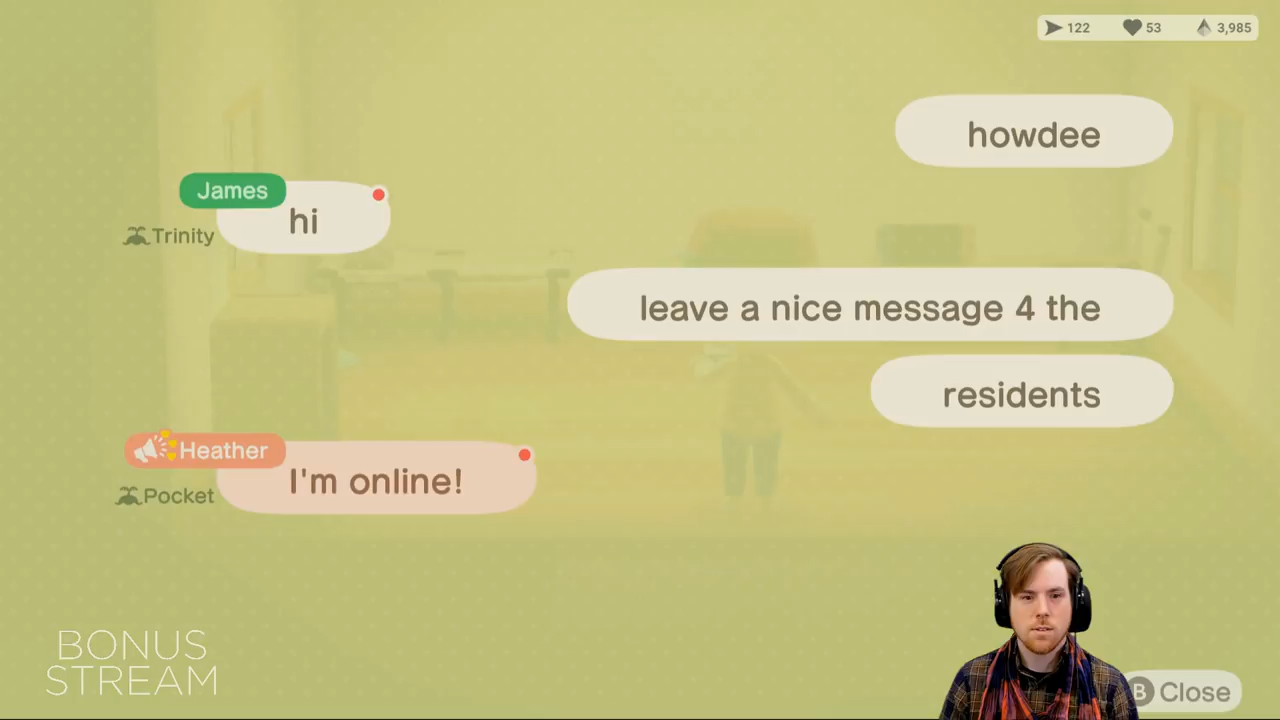 122 53 3,985
howdee
James
hi
Trinity
leave a nice message 4 the
residents
Heather
I'm online!
Pocket
BONUS
STREAM
B Close